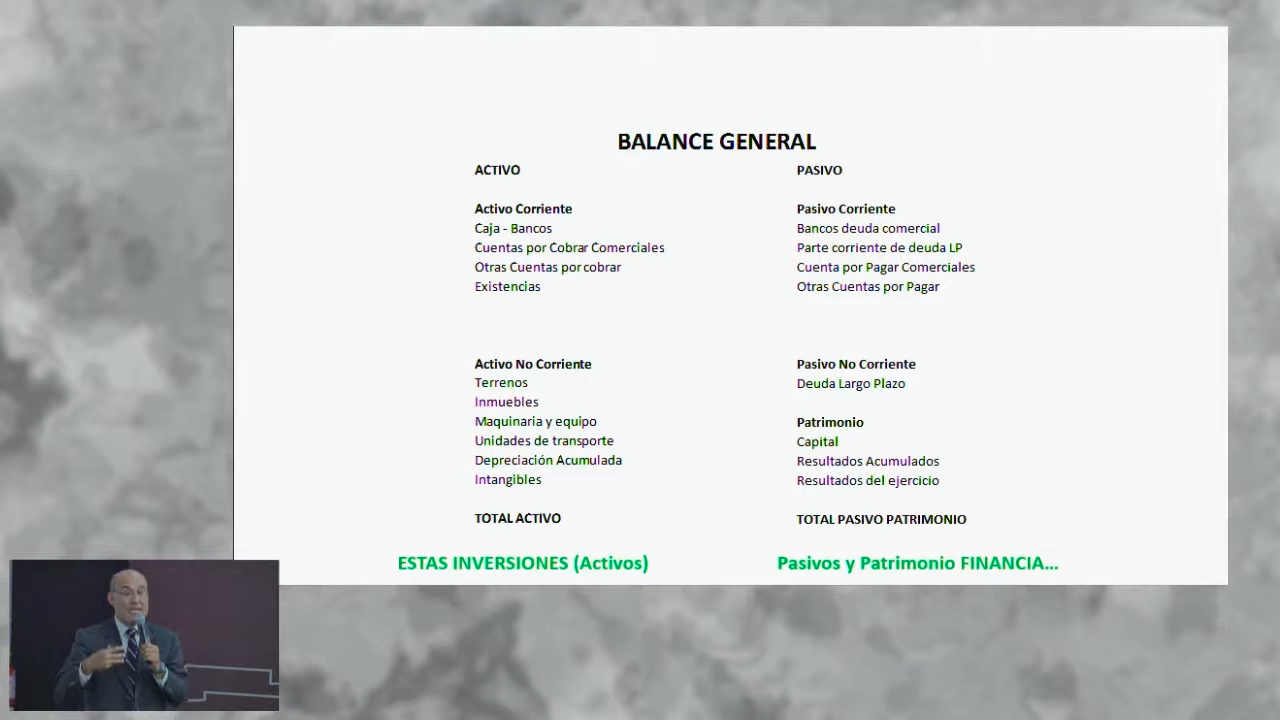 BALANCE GENERAL
ACTIVO
Activo Corriente
Caja - Bancos
Cuentas por Cobrar Comerciales
Otras Cuentas por cobrar
Existencias
Activo No Corriente
Terrenos
Inmuebles
Maquinaria y equipo
Unidades de transporte
Depreciación Acumulada
Intangibles
TOTAL ACTIVO
ESTAS INVERSIONES (Activos)
PASIVO
Pasivo Corriente
Bancos deuda comercial
Parte corriente de deuda LP
Cuenta por Pagar Comerciales
Otras Cuentas por Pagar
Pasivo No Corriente
Deuda Largo Plazo
Patrimonio
Capital
Resultados Acumulados
Resultados del ejercicio
TOTAL PASIVO PATRIMONIO
Pasivos y Patrimonio FINANCIA...